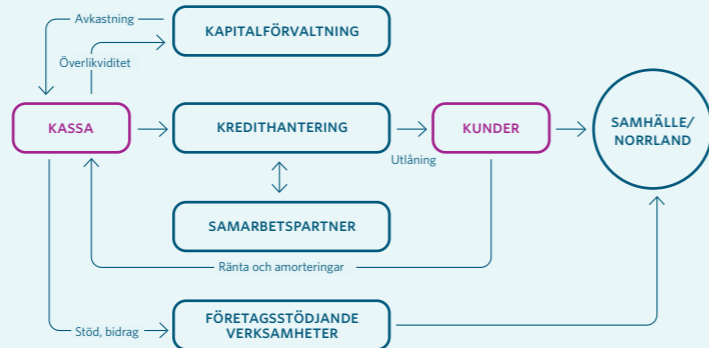 Avkastning
KAPITALFÖRVALTNING
Överlikviditet
KASSA
KREDITHANTERING
KUNDER
SAMHÄLLE/
NORRLAND
Utlåning
SAMARBETSPARTNER
Ränta och amorteringar
FÖRETAGSSTÖDJANDE
VERKSAMHETER
Stöd, bidrag